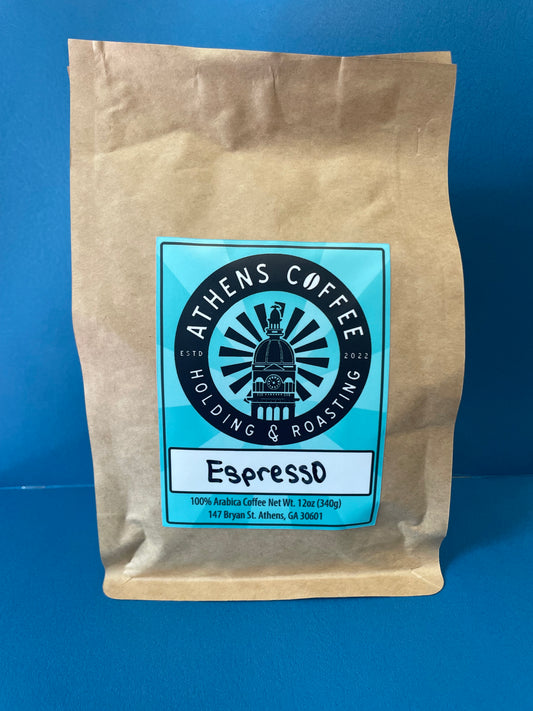 ATHENS COFFEE
ESTD 2022
HOLDING & ROASTING
Espresso
100% Arabica Coffee Net Wt. 12oz (340g)
147 Bryan St. Athens, GA 30601